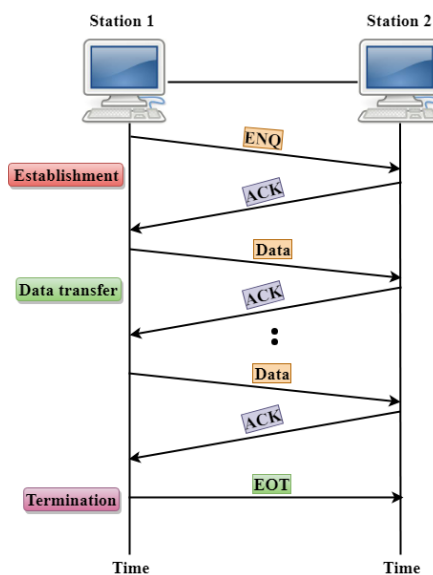 Station 1
Station 2
ENQ
Establishment
ACK
Data
Data transfer
ACK
Data
ACK
Termination
EOT
Time
Time